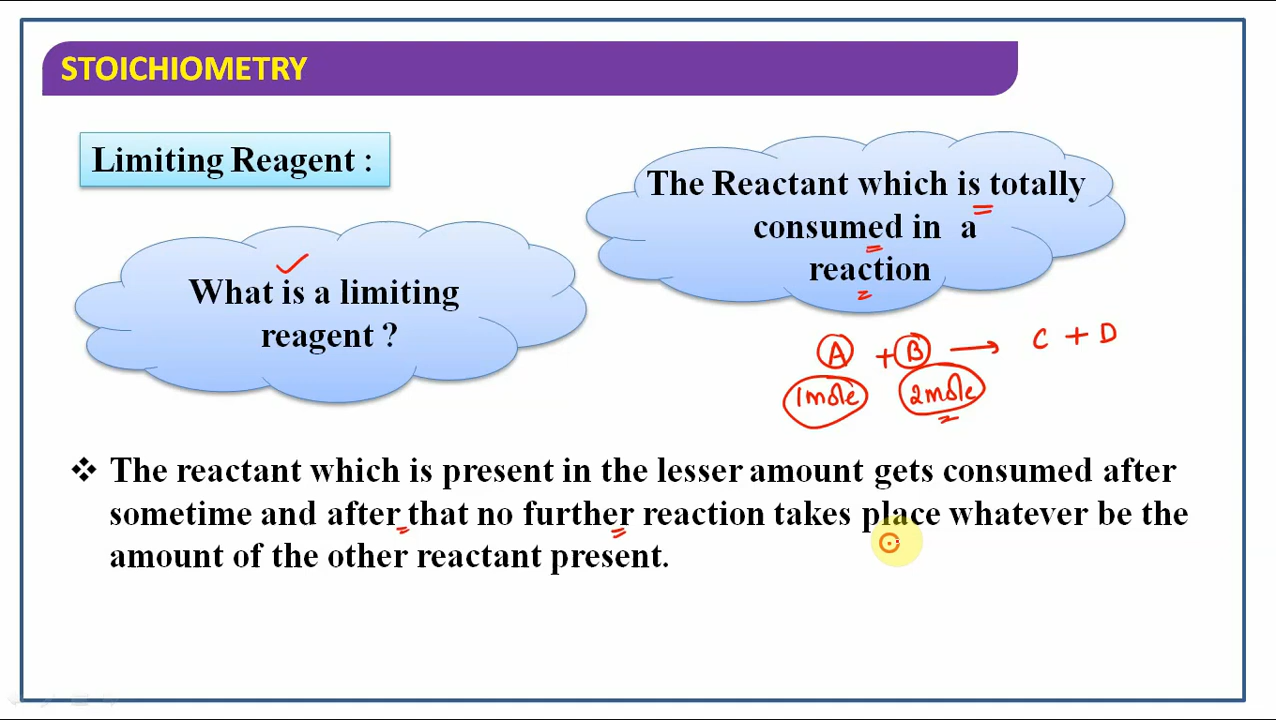 STOICHIOMETRY
Limiting Reagent :
The Reactant which is totally
consumed in a
reaction
What is a limiting
reagent ?
A + B → C + D
1mole 2mole
❖ The reactant which is present in the lesser amount gets consumed after
sometime and after that no further reaction takes place whatever be the
amount of the other reactant present.